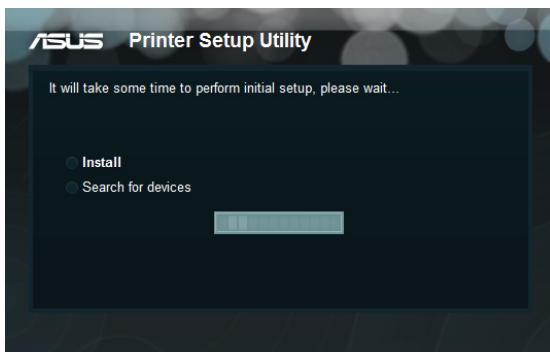 ASUS Printer Setup Utility
It will take some time to perform initial setup, please wait...
Install
Search for devices